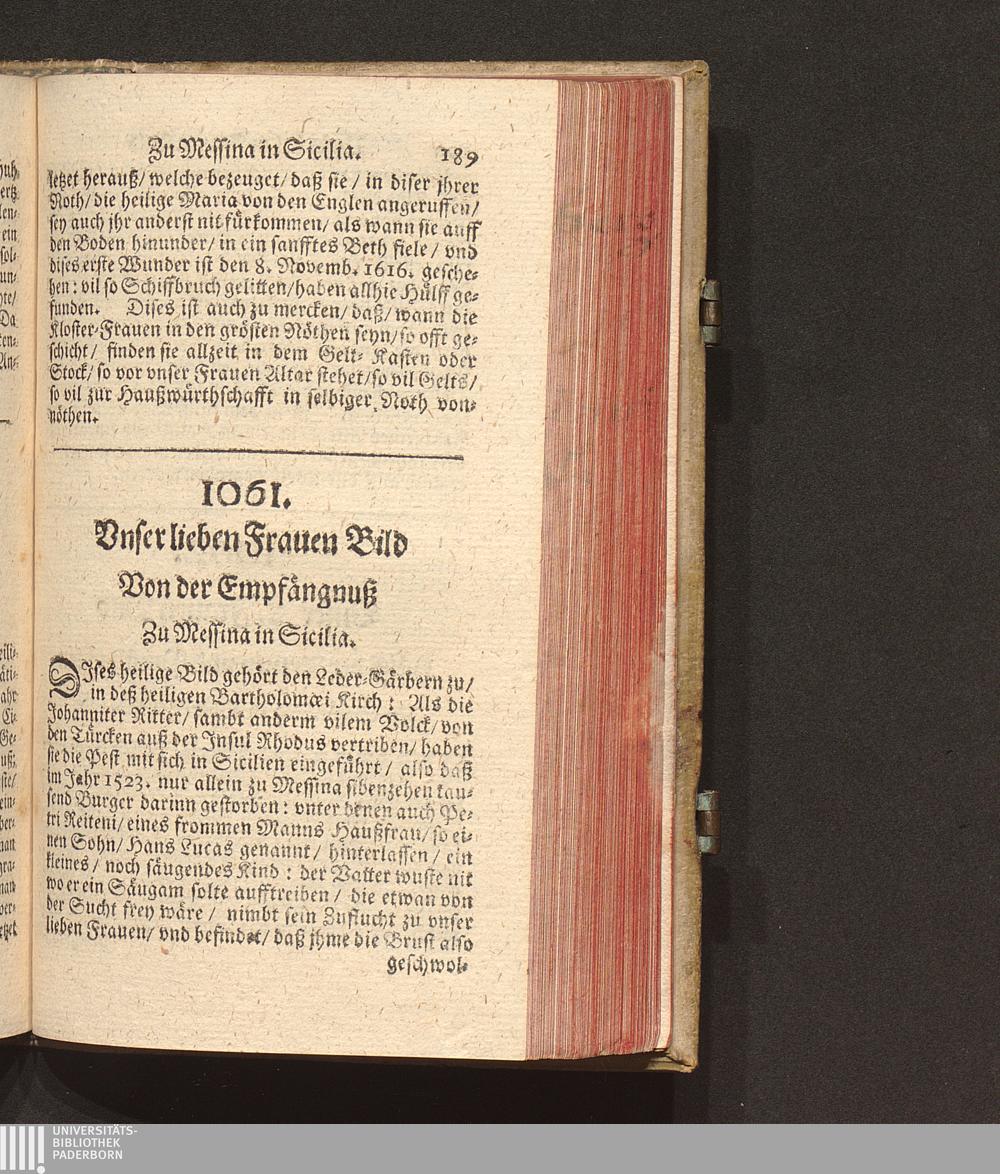 Zu Messina in Sicilia. 189
letzet herauß/ welche bezeuget/ daß sie / in diser jhrer
Noth/ die heilige Maria von den Englen angeruffen/
sey auch jhr anderst nit fürkommen/ als wann sie auff
den Boden hinunder/ in ein sanfftes Beth fiele/ vnd
dises erste Wunder ist den 8. Novemb. 1616. gesche-
hen: vil so Schiffbruch gelitten/ haben allhie Hülff ge-
funden. Dises ist auch zu mercken/ daß/ wann die
Kloster-Frauen in den grösten Nöthen seyn/ so offt ge-
schicht/ finden sie allzeit in dem Gelt-Kasten oder
Stock/ so vor vnser Frauen Altar stehet/ so vil Gelts/
so vil zur Haußwürthschafft in selbiger Noth von-
nöthen.
1061.
Vnser lieben Frauen Bild
Von der Empfängnuß
Zu Messina in Sicilia.
DIses heilige Bild gehört den Leder-Gärbern zu/
in deß heiligen Bartholomæi Kirch: Als die
Johanniter Ritter/ sambt anderm vilem Volck/ von
den Türcken auß der Insul Rhodus vertriben/ haben
sie die Pest mit sich in Sicilien eingeführt / also daß
im Jahr 1523. nur allein zu Messina sibenzehen tau-
send Burger darinn gestorben: vnter denen auch Pe-
tri Reiteni/ eines frommen Manns Haußfrau/ so ei-
nen Sohn/ Hans Lucas genannt/ hinterlassen/ ein
kleines / noch säugendes Kind: der Vatter wuste nit
wo er ein Säugam solte aufftreiben / die etwan von
der Sucht frey wäre / nimbt sein Zuflucht zu vnser
lieben Frauen/ vnd befindet/ daß jhme die Brust also
geschwol-
UNIVERSITÄTS-
BIBLIOTHEK
PADERBORN